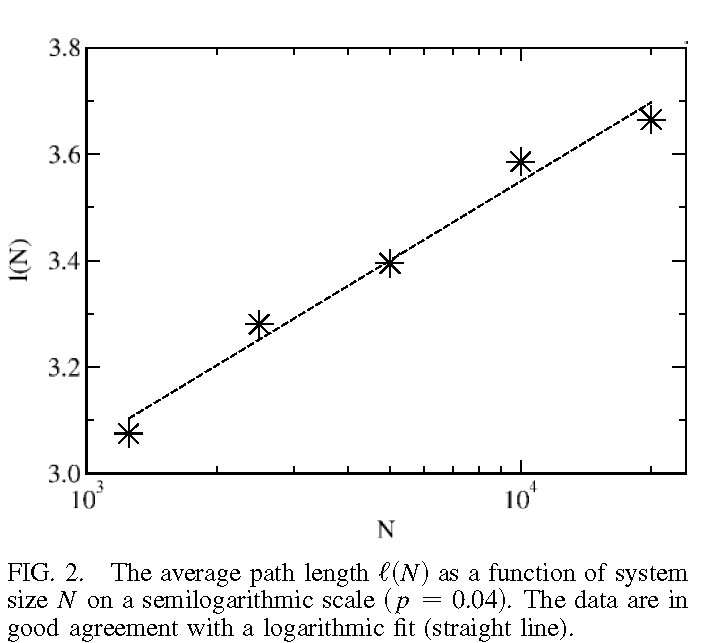 3.8
3.6
3.4
3.2
3.0
l(N)
10³ 10⁴
N
FIG. 2. The average path length ℓ(N) as a function of system
size N on a semilogarithmic scale (p = 0.04). The data are in
good agreement with a logarithmic fit (straight line).